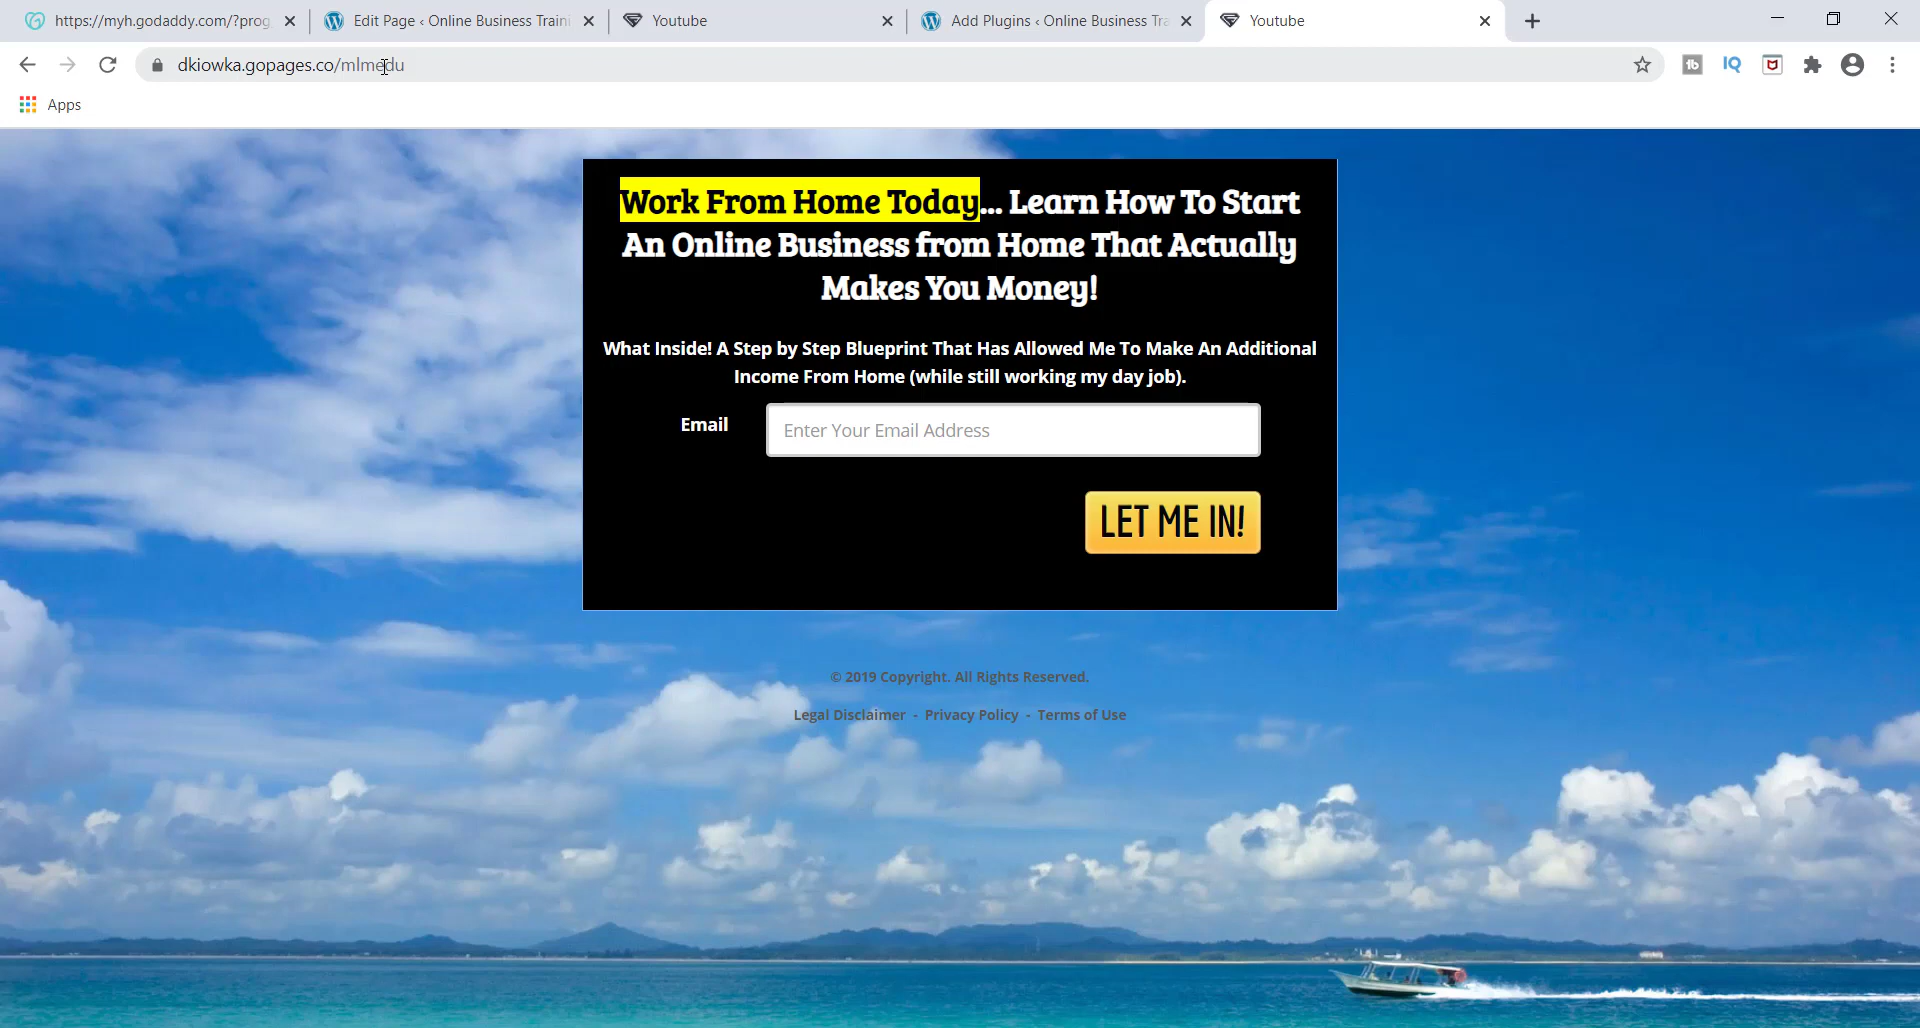 https://myh.godaddy.com/?prog
Edit Page ‹ Online Business Traini
Youtube
Add Plugins ‹ Online Business Tra
Youtube
dkiowka.gopages.co/mlmedu
tb
IQ
Apps
Work From Home Today... Learn How To Start
An Online Business from Home That Actually
Makes You Money!
What Inside! A Step by Step Blueprint That Has Allowed Me To Make An Additional
Income From Home (while still working my day job).
Email
Enter Your Email Address
LET ME IN!
© 2019 Copyright. All Rights Reserved.
Legal Disclaimer - Privacy Policy - Terms of Use